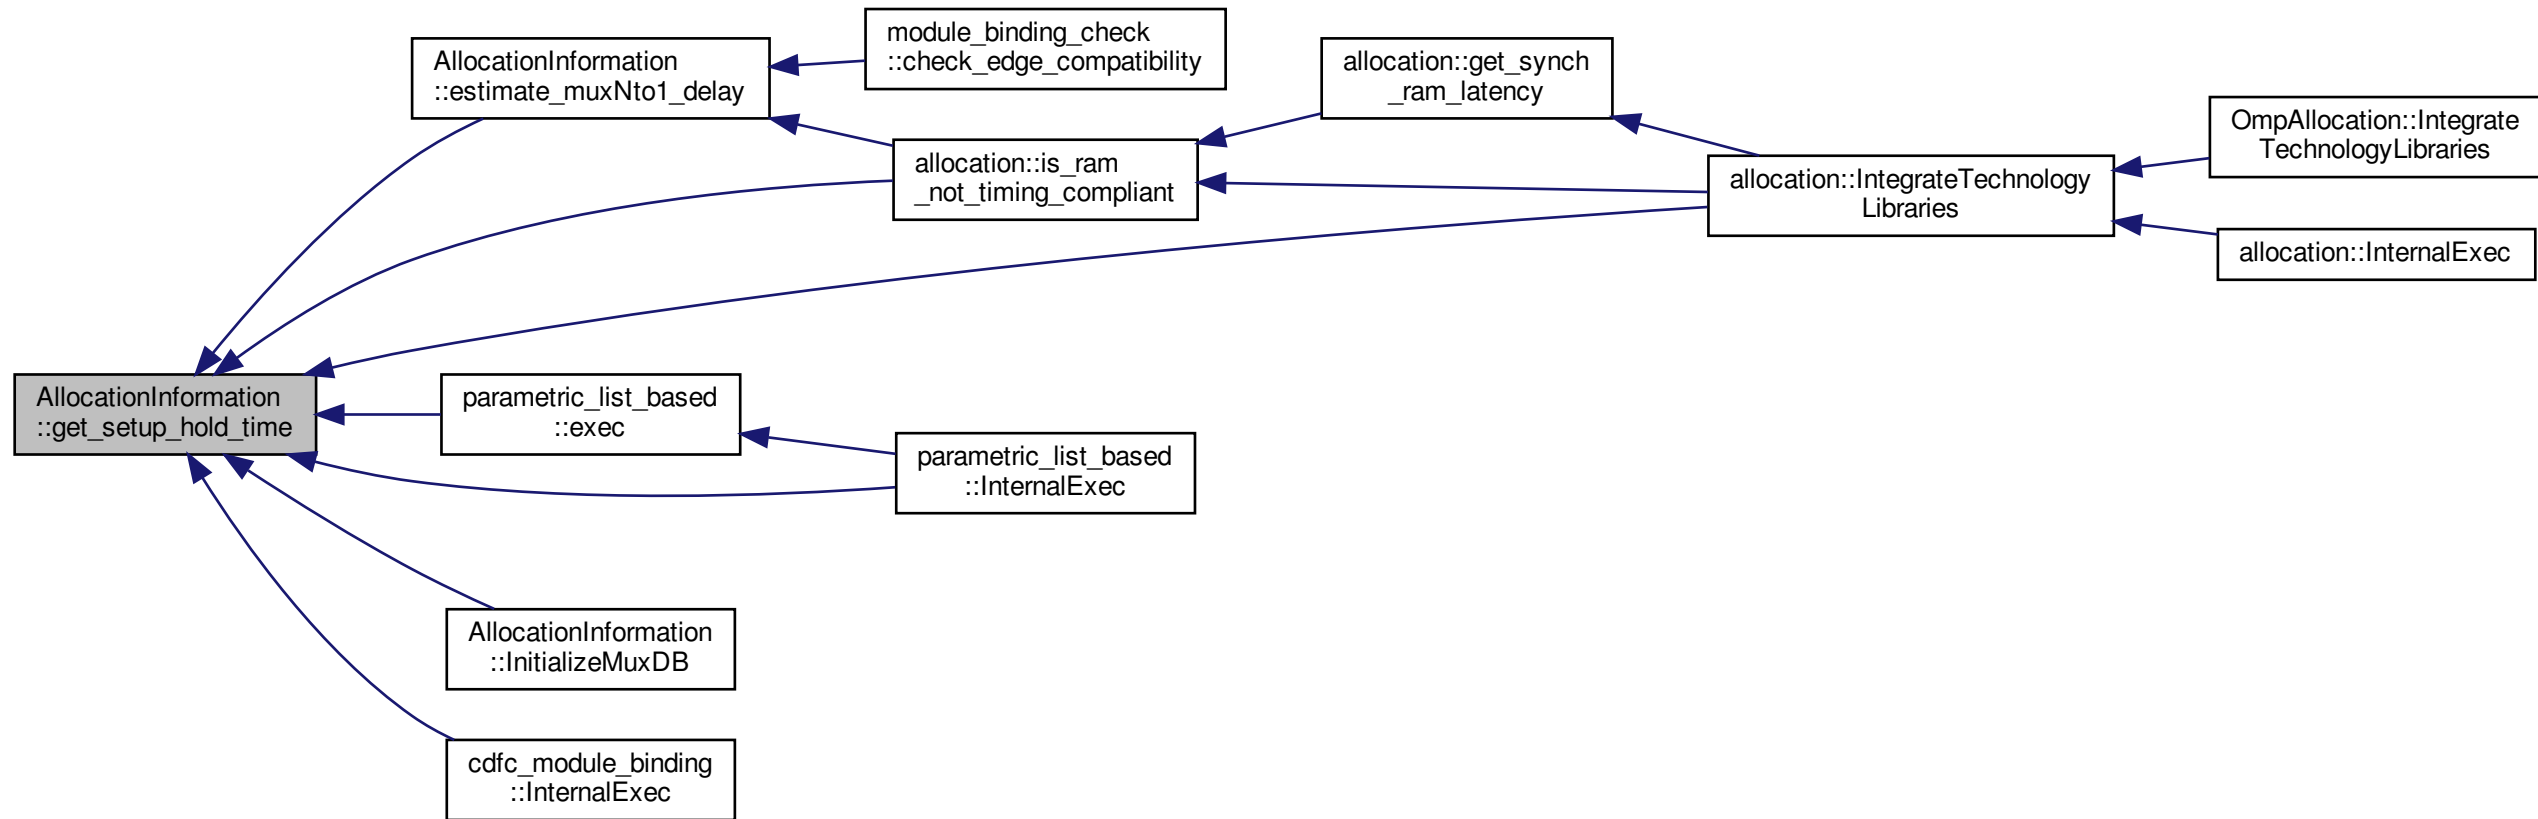 module_binding_check
::check_edge_compatibility
AllocationInformation
::estimate_muxNto1_delay
allocation::get_synch
_ram_latency
OmpAllocation::Integrate
TechnologyLibraries
allocation::is_ram
_not_timing_compliant
allocation::IntegrateTechnology
Libraries
allocation::InternalExec
AllocationInformation
::get_setup_hold_time
parametric_list_based
::exec
parametric_list_based
::InternalExec
AllocationInformation
::InitializeMuxDB
cdfc_module_binding
::InternalExec